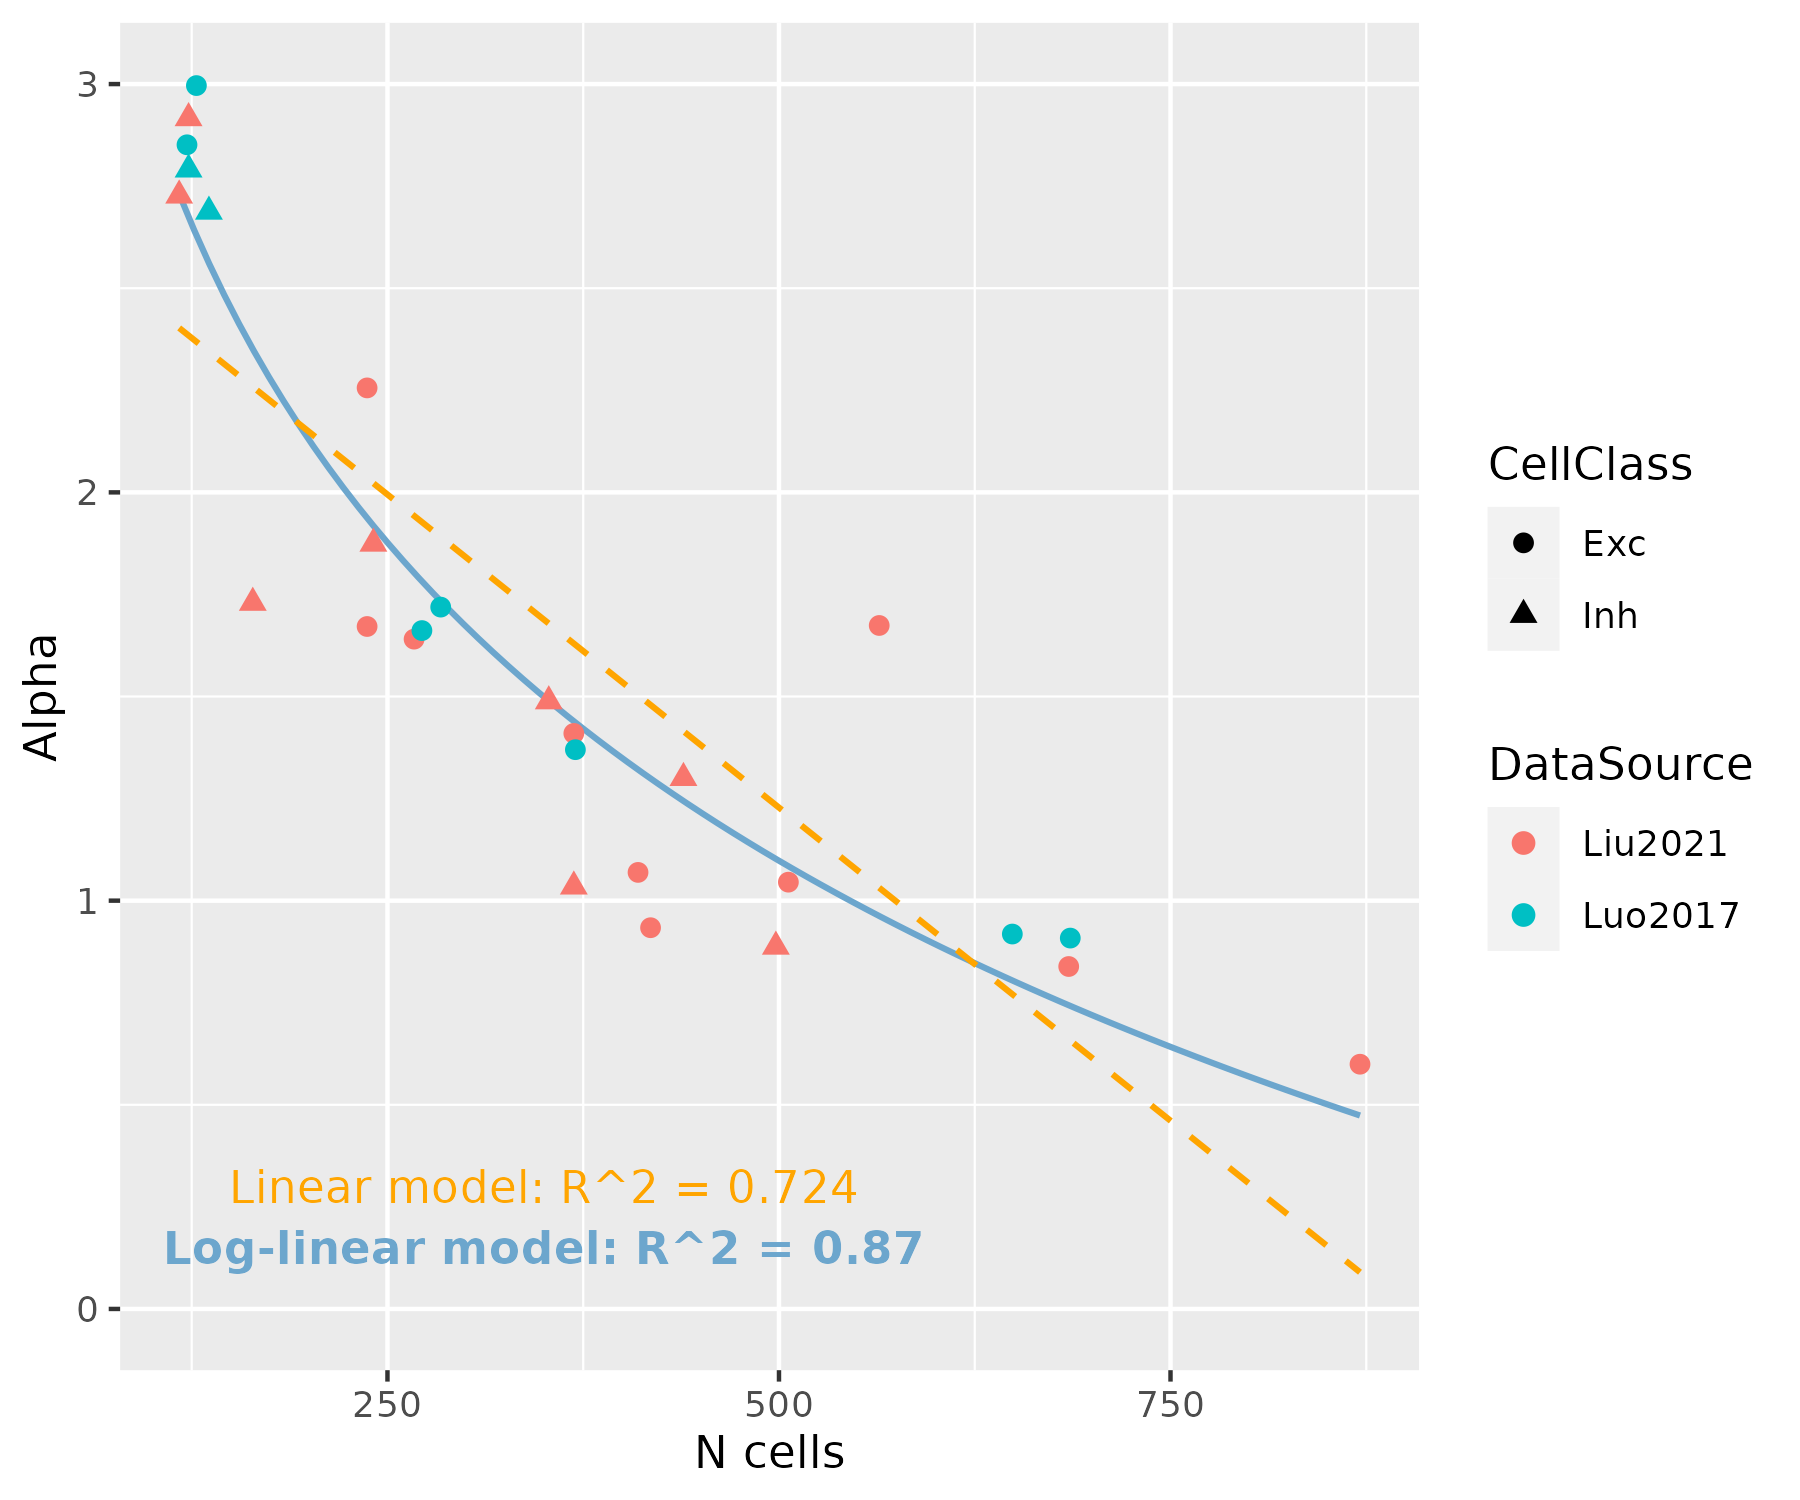 3
2
1
0
Alpha
250
500
750
N cells
Linear model: R^2 = 0.724
Log-linear model: R^2 = 0.87
CellClass
Exc
Inh
DataSource
Liu2021
Luo2017